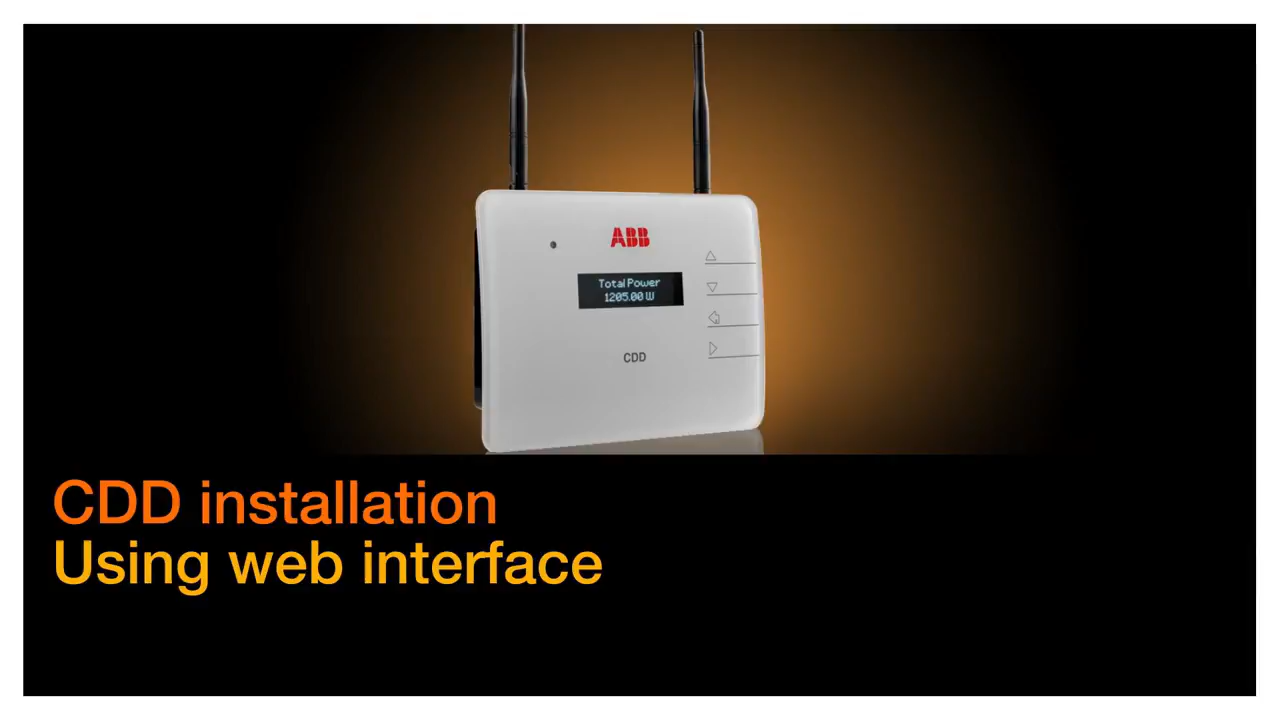 ABB
Total Power
1205.00 W
CDD
CDD installation
Using web interface